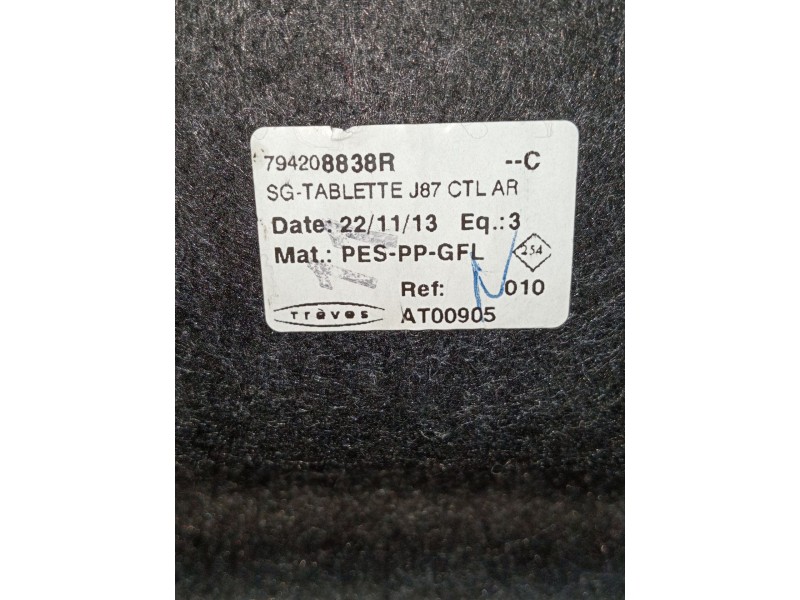 794208838R --C
SG-TABLETTE J87 CTL AR
Date: 22/11/13 Eq.: 3
Mat.: PES-PP-GFL 254
Ref: 010
Trèves AT00905